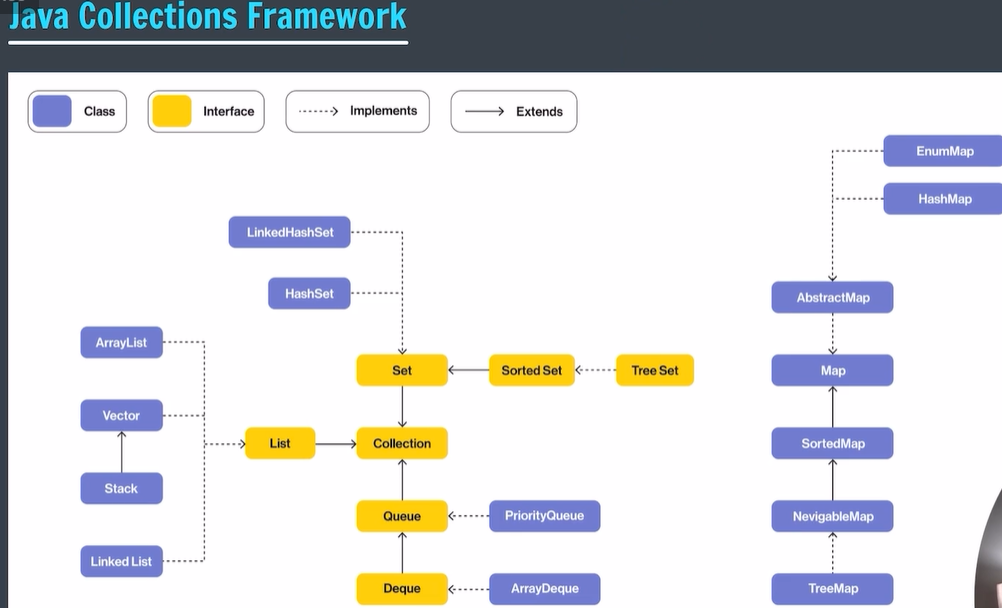 Java Collections Framework
Class
Interface
Implements
Extends
EnumMap
HashMap
LinkedHashSet
HashSet
AbstractMap
ArrayList
Set
Sorted Set
Tree Set
Map
Vector
List
Collection
SortedMap
Stack
Queue
PriorityQueue
NevigableMap
Linked List
Deque
ArrayDeque
TreeMap